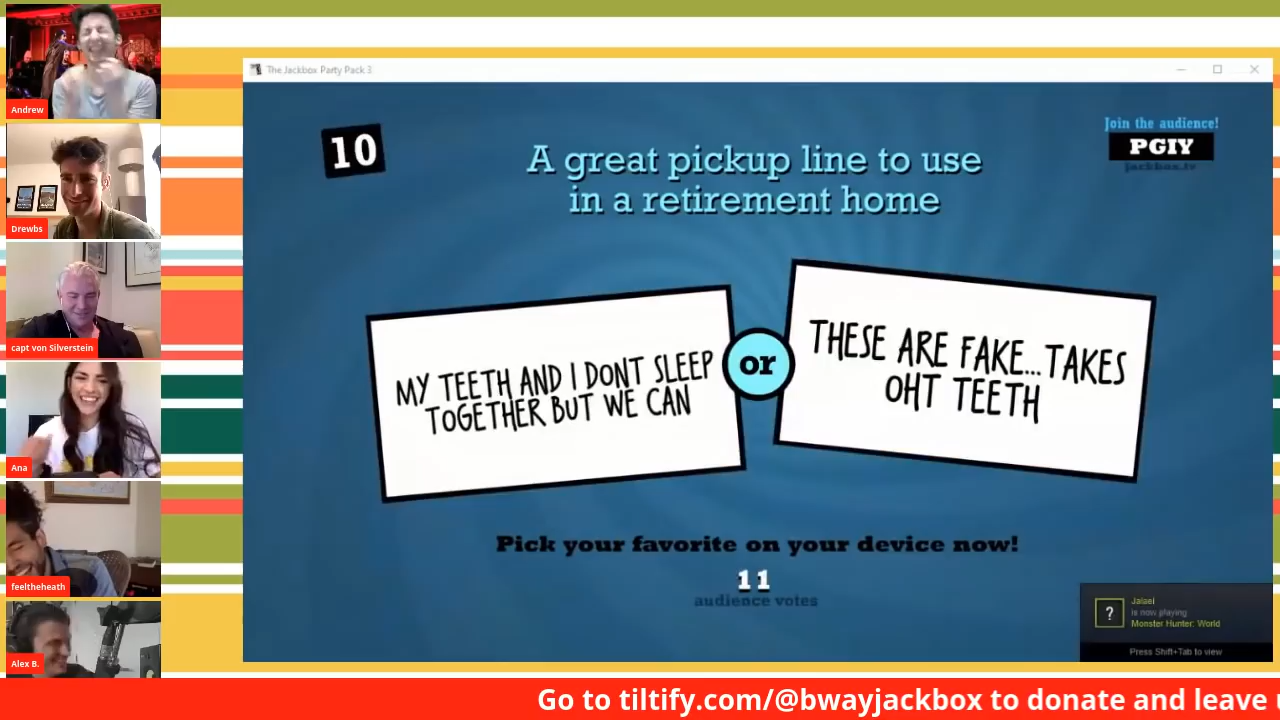 Andrew
Drewbs
capt von Silverstein
Ana
feeltheheath
Alex B.
The Jackbox Party Pack 3
10
A great pickup line to use
in a retirement home
Join the audience!
PGIY
jackbox.tv
MY TEETH AND I DONT SLEEP
TOGETHER BUT WE CAN
or
THESE ARE FAKE...TAKES
OHT TEETH
Pick your favorite on your device now!
11
audience votes
?
Jalael
is now playing
Monster Hunter: World
Press Shift+Tab to view
Go to tiltify.com/@bwayjackbox to donate and leave